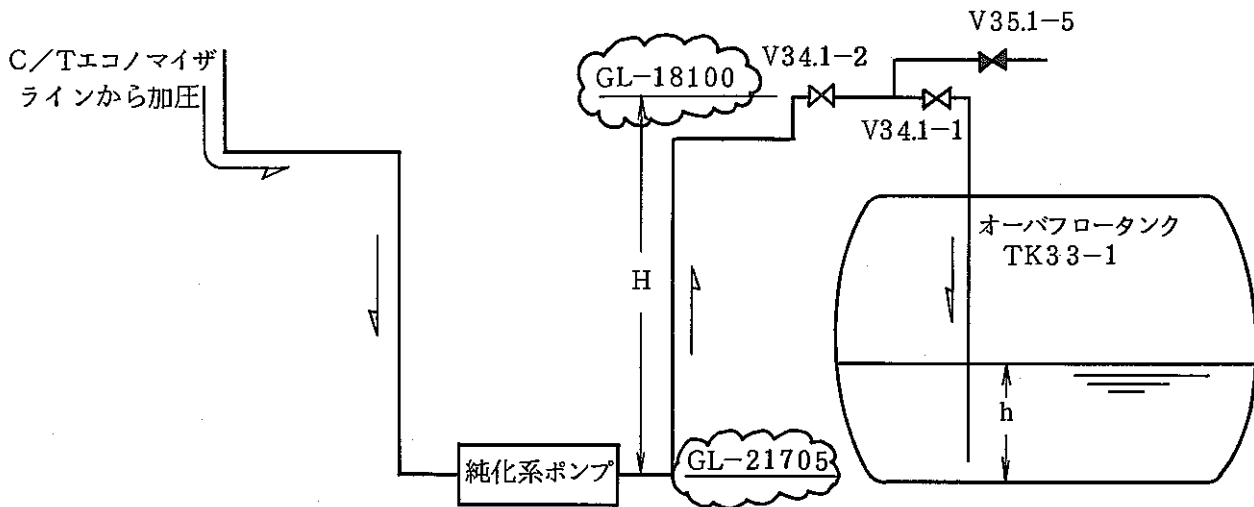 C/Tエコノマイザ
ラインから加圧
GL-18100
V34.1-2
V35.1-5
V34.1-1
オーバフロータンク
TK33-1
H
h
純化系ポンプ
GL-21705